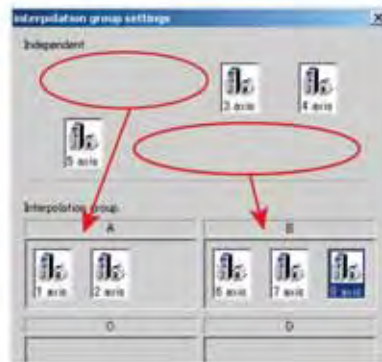 interpolation group settings
Independent
3 axis 4 axis
5 axis
Interpolation group
A B
1 axis 2 axis 6 axis 7 axis 8 axis
C D